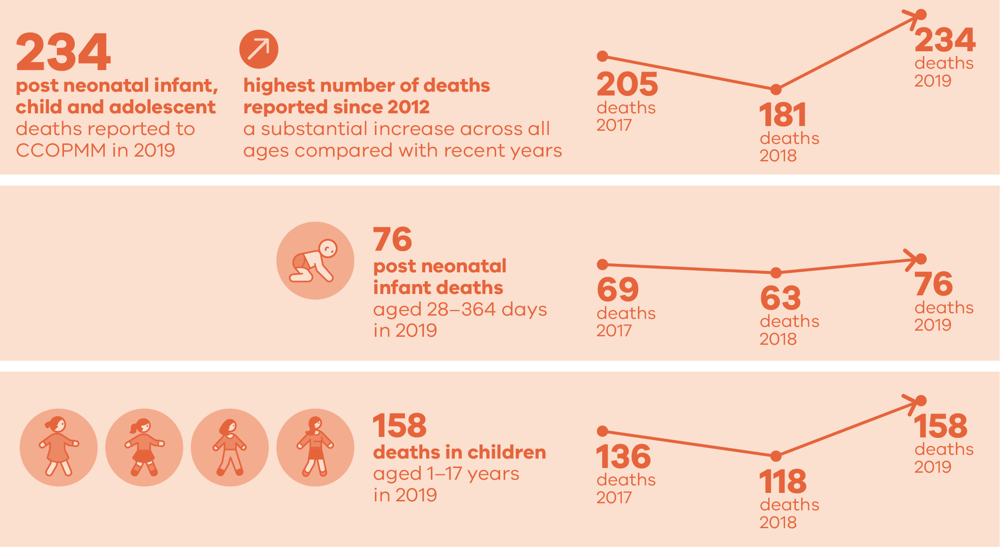 234
post neonatal infant,
child and adolescent
deaths reported to
CCOPMM in 2019
highest number of deaths
reported since 2012
a substantial increase across all
ages compared with recent years
205
deaths
2017
181
deaths
2018
234
deaths
2019
76
post neonatal
infant deaths
aged 28–364 days
in 2019
69
deaths
2017
63
deaths
2018
76
deaths
2019
158
deaths in children
aged 1–17 years
in 2019
136
deaths
2017
118
deaths
2018
158
deaths
2019